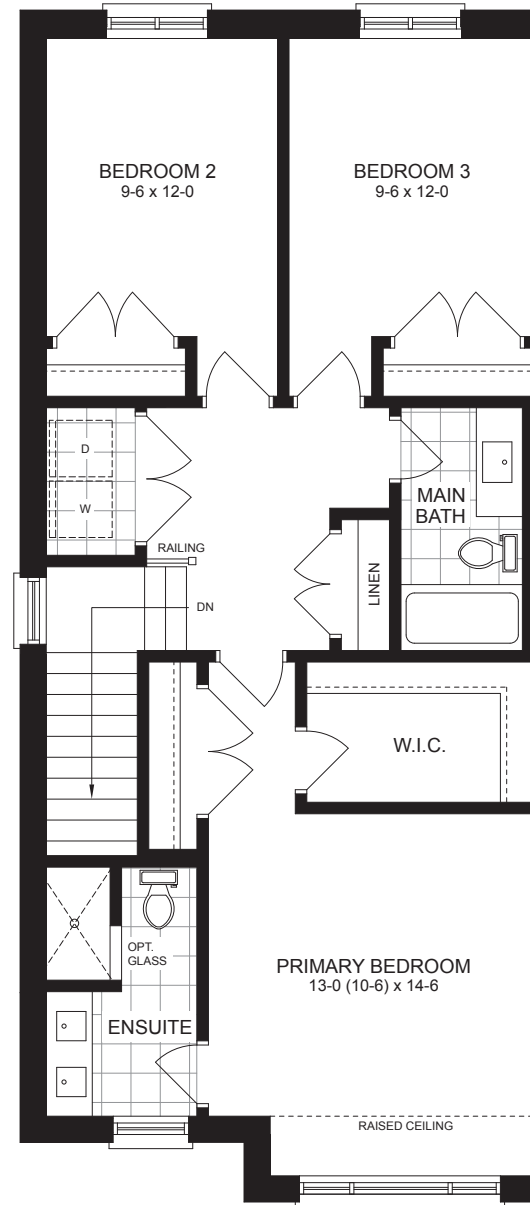 BEDROOM 2
9-6 x 12-0
BEDROOM 3
9-6 x 12-0
D
W
MAIN
BATH
RAILING
LINEN
DN
W.I.C.
OPT.
GLASS
PRIMARY BEDROOM
13-0 (10-6) x 14-6
ENSUITE
RAISED CEILING